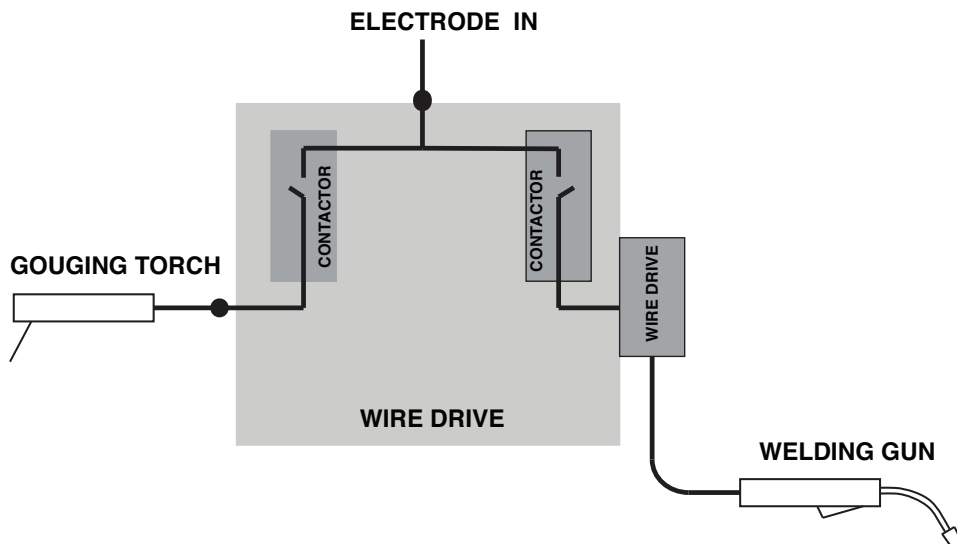 ELECTRODE IN
CONTACTOR
CONTACTOR
GOUGING TORCH
WIRE DRIVE
WIRE DRIVE
WELDING GUN